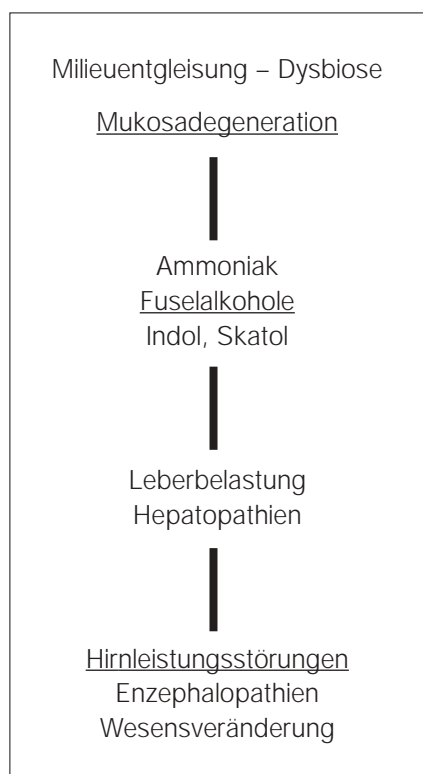 Milieuentgleisung – Dysbiose
Mukosadegeneration
Ammoniak
Fuselalkohole
Indol, Skatol
Leberbelastung
Hepatopathien
Hirnleistungsstörungen
Enzephalopathien
Wesensveränderung